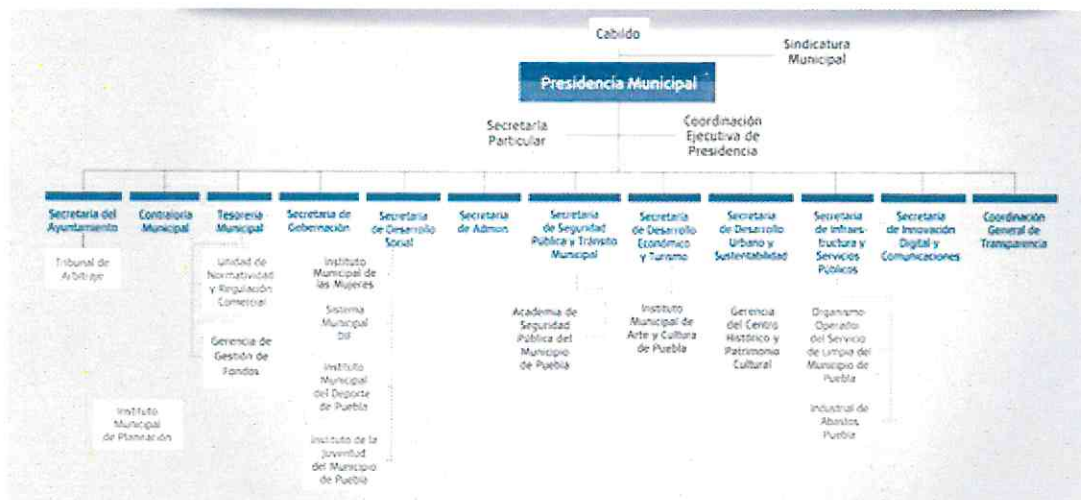 Cabildo
Sindicatura
Municipal
Presidencia Municipal
Secretaría
Particular
Coordinación
Ejecutiva de
Presidencia
Secretaría del
Ayuntamiento
Contraloría
Municipal
Tesorería
Municipal
Secretaría de
Gobernación
Secretaría
de Desarrollo
Social
Secretaría
de Admon
Secretaría
de Seguridad
Pública y Tránsito
Municipal
Secretaría
de Desarrollo
Económico
y Turismo
Secretaría
de Desarrollo
Urbano y
Sustentabilidad
Secretaría
de Infraes-
tructura y
Servicios
Públicos
Secretaría
de Innovación
Digital y
Comunicaciones
Coordinación
General de
Transparencia
Tribunal de
Arbitraje
Unidad de
Normatividad
y Regulación
Comercial
Gerencia de
Gestión de
Fondos
Instituto
Municipal de
las Mujeres
Sistema
Municipal
DIF
Instituto
Municipal
del Deporte
de Puebla
Instituto de la
Juventud
del Municipio
de Puebla
Academia de
Seguridad
Pública del
Municipio
de Puebla
Instituto
Municipal de
Arte y Cultura
de Puebla
Gerencia
del Centro
Histórico y
Patrimonio
Cultural
Organismo
Operador
del Servicio
de Limpia del
Municipio de
Puebla
Industrial de
Abastos
Puebla
Instituto
Municipal
de Planeación